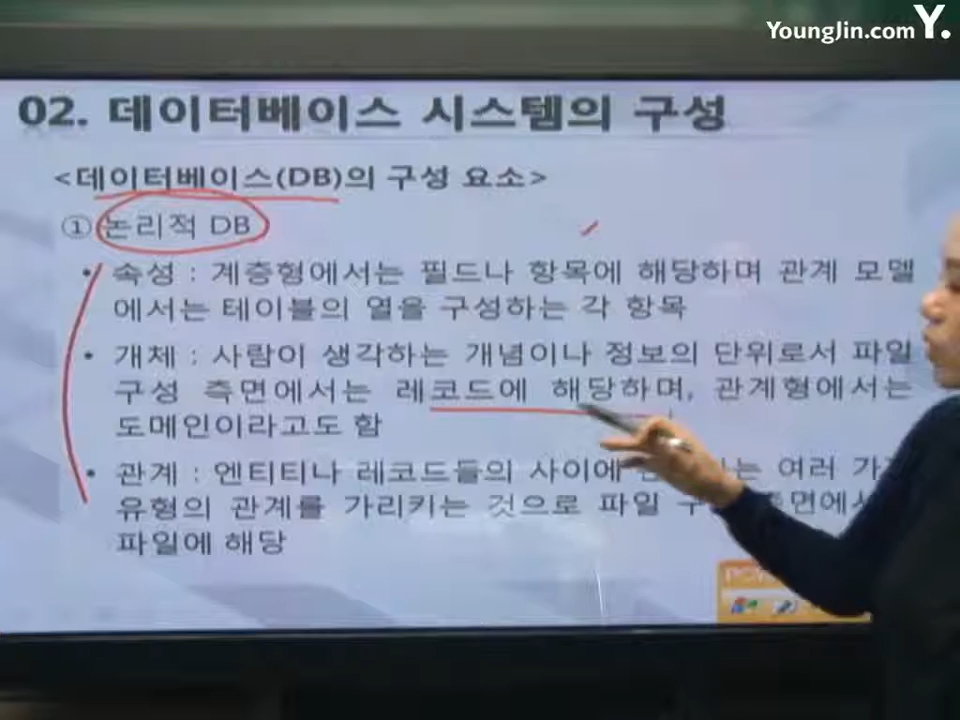 YoungJin.com Y.
02. 데이터베이스 시스템의 구성
<데이터베이스(DB)의 구성 요소>
① 논리적 DB
• 속성 : 계층형에서는 필드나 항목에 해당하며 관계 모델
에서는 테이블의 열을 구성하는 각 항목
• 개체 : 사람이 생각하는 개념이나 정보의 단위로서 파일
구성 측면에서는 레코드에 해당하며, 관계형에서는
도메인이라고도 함
• 관계 : 엔티티나 레코드들의 사이에 여러
유형의 관계를 가리키는 것으로 파일
파일에 해당